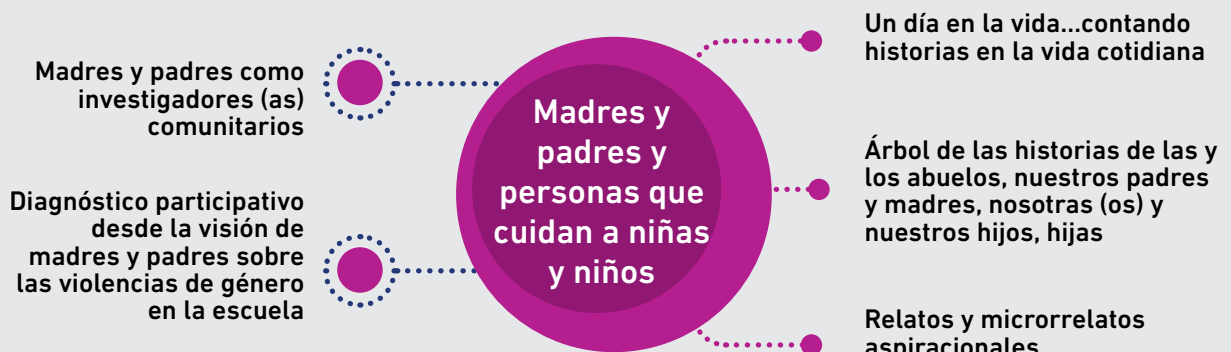 Madres y padres como
investigadores (as)
comunitarios
Diagnóstico participativo
desde la visión de
madres y padres sobre
las violencias de género
en la escuela
Madres y
padres y
personas que
cuidan a niñas
y niños
Un día en la vida...contando
historias en la vida cotidiana
Árbol de las historias de las y
los abuelos, nuestros padres
y madres, nosotras (os) y
nuestros hijos, hijas
Relatos y microrrelatos
aspiracionales